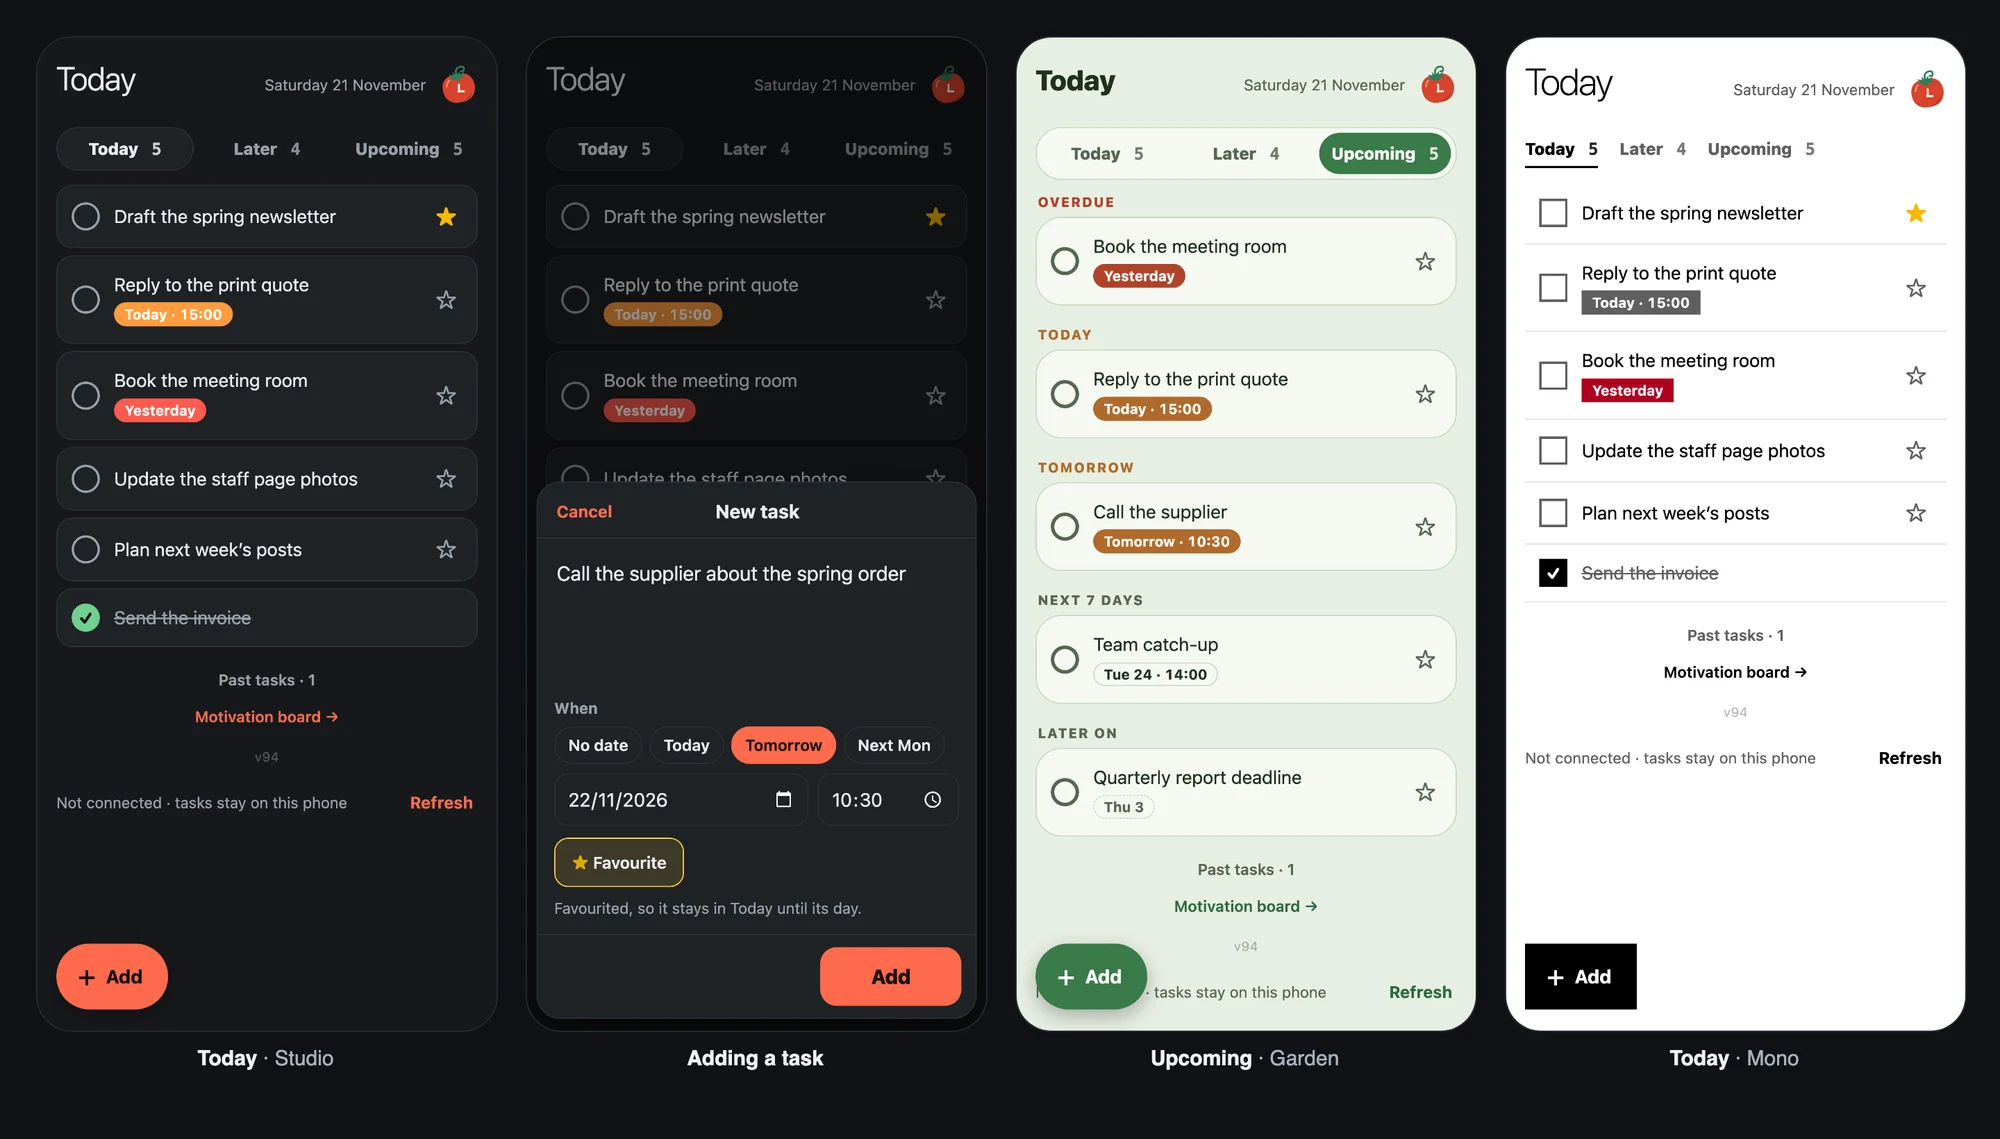 Today
Saturday 21 November
L
Today 5
Later 4
Upcoming 5
Draft the spring newsletter
Reply to the print quote
Today · 15:00
Book the meeting room
Yesterday
Update the staff page photos
Plan next week's posts
Send the invoice
Past tasks · 1
Motivation board →
v94
Not connected · tasks stay on this phone
Refresh
+ Add
Today · Studio
Today
Saturday 21 November
L
Today 5
Later 4
Upcoming 5
Draft the spring newsletter
Reply to the print quote
Today · 15:00
Book the meeting room
Yesterday
Update the staff page photos
Cancel
New task
Call the supplier about the spring order
When
No date
Today
Tomorrow
Next Mon
22/11/2026
10:30
Favourite
Favourited, so it stays in Today until its day.
Add
Adding a task
Today
Saturday 21 November
L
Today 5
Later 4
Upcoming 5
OVERDUE
Book the meeting room
Yesterday
TODAY
Reply to the print quote
Today · 15:00
TOMORROW
Call the supplier
Tomorrow · 10:30
NEXT 7 DAYS
Team catch-up
Tue 24 · 14:00
LATER ON
Quarterly report deadline
Thu 3
Past tasks · 1
Motivation board →
v94
+ Add
· tasks stay on this phone
Refresh
Upcoming · Garden
Today
Saturday 21 November
L
Today 5
Later 4
Upcoming 5
Draft the spring newsletter
Reply to the print quote
Today · 15:00
Book the meeting room
Yesterday
Update the staff page photos
Plan next week's posts
Send the invoice
Past tasks · 1
Motivation board →
v94
Not connected · tasks stay on this phone
Refresh
+ Add
Today · Mono